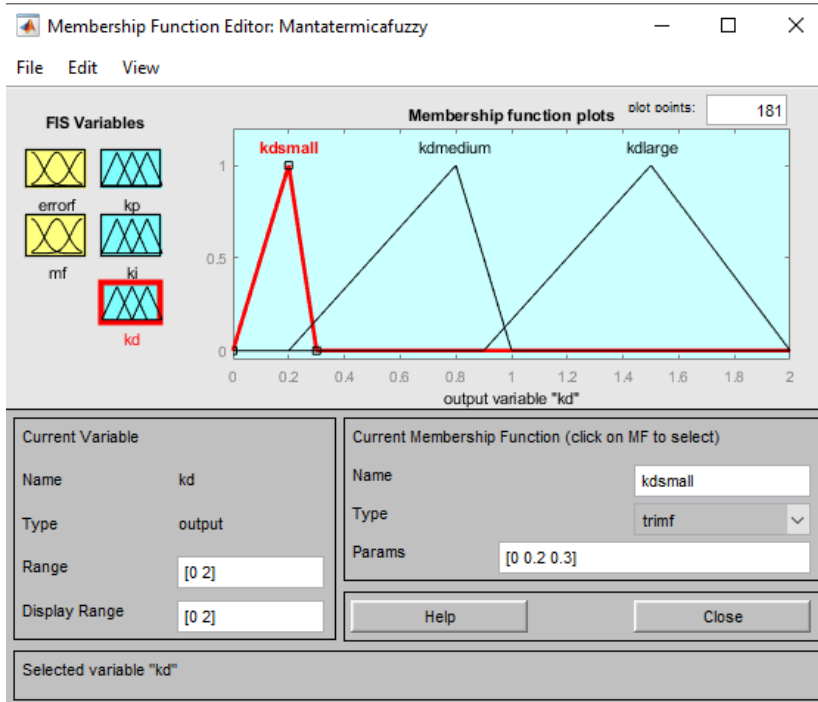 Membership Function Editor: Mantatermicafuzzy
File Edit View
FIS Variables
Membership function plots plot points: 181
errorf kp
mf ki
kd
kdsmall kdmedium kdlarge
1
0.5
0
0 0.2 0.4 0.6 0.8 1 1.2 1.4 1.6 1.8 2
output variable "kd"
Current Variable
Name kd
Type output
Range [0 2]
Display Range [0 2]
Current Membership Function (click on MF to select)
Name kdsmall
Type trimf
Params [0 0.2 0.3]
Help Close
Selected variable "kd"